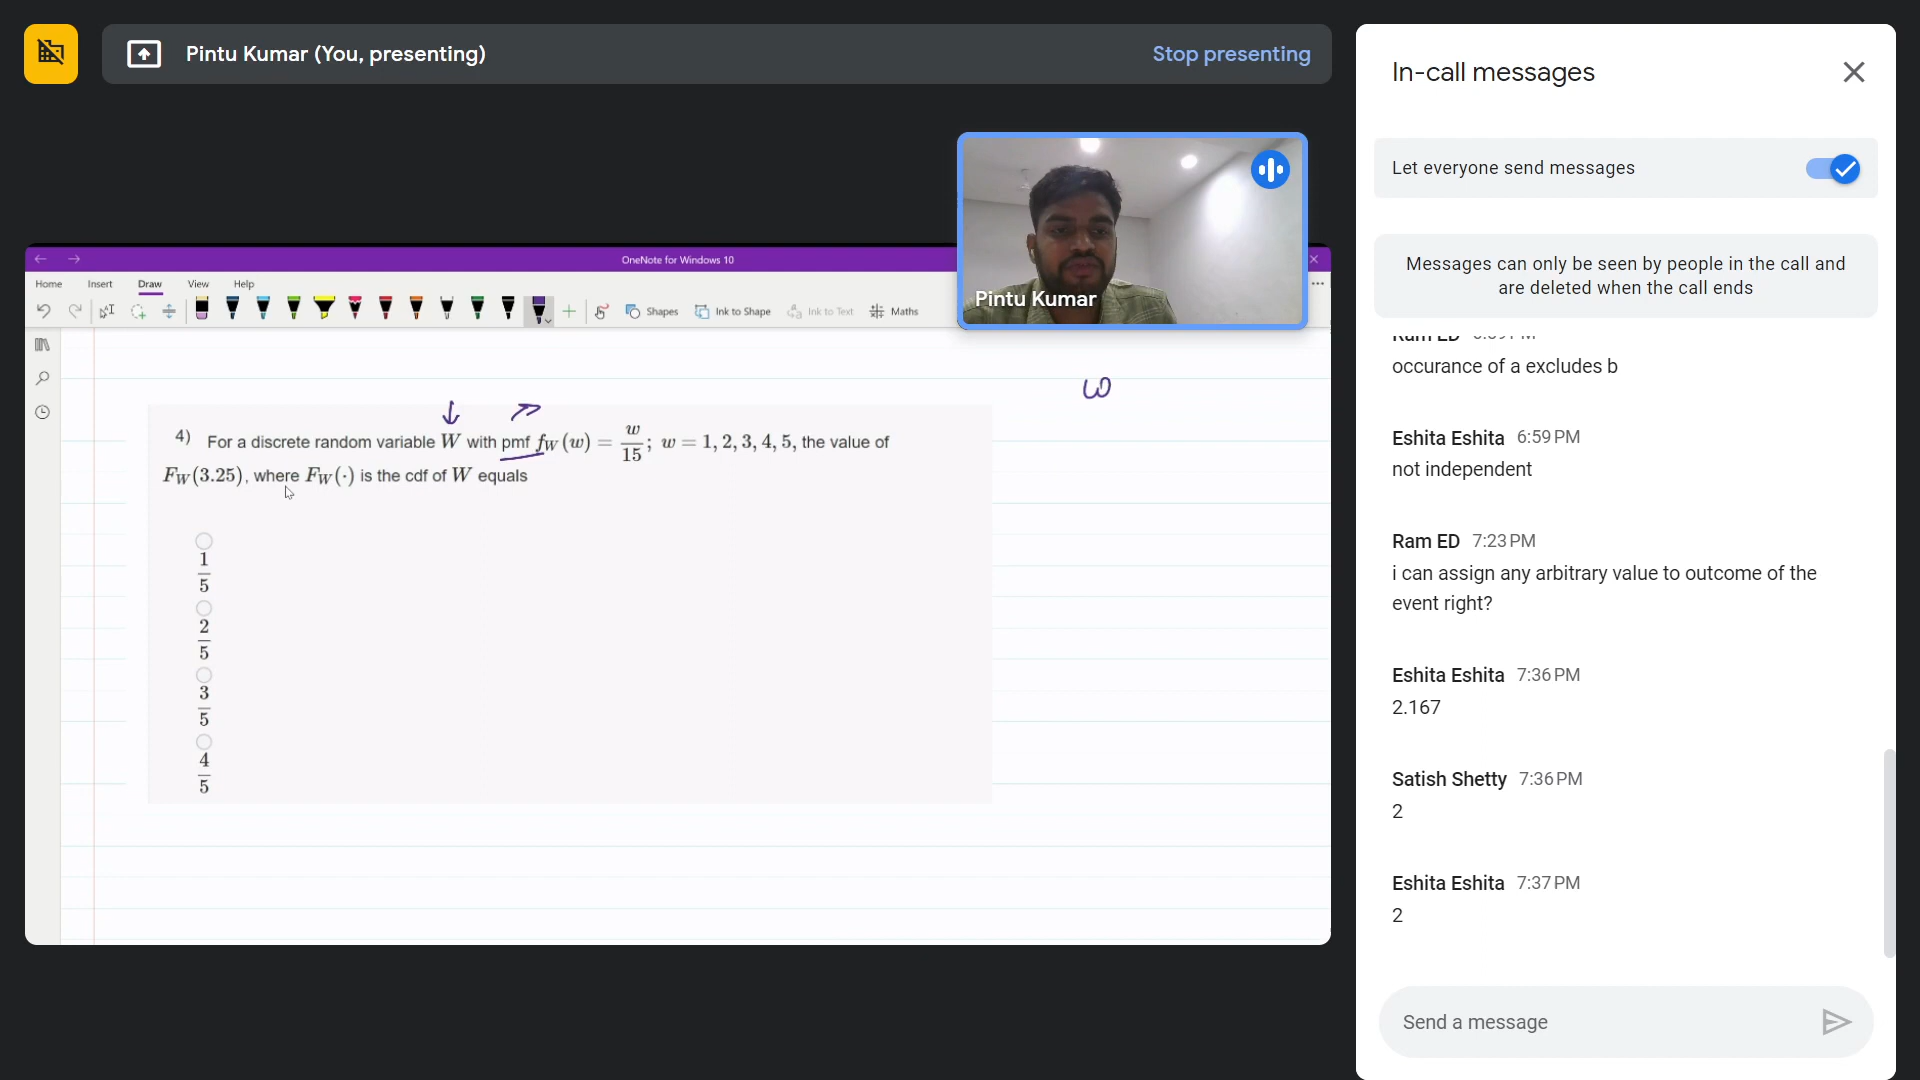 Pintu Kumar (You, presenting)
Stop presenting
In-call messages
Let everyone send messages
Messages can only be seen by people in the call and
are deleted when the call ends
Pintu Kumar
OneNote for Windows 10
Home Insert Draw View Help
Shapes Ink to Shape Ink to Text Maths
ω
4) For a discrete random variable W with pmf f_W(w) = w/15; w = 1, 2, 3, 4, 5, the value of
F_W(3.25), where F_W(·) is the cdf of W equals
1/5
2/5
3/5
4/5
occurance of a excludes b
Eshita Eshita 6:59 PM
not independent
Ram ED 7:23 PM
i can assign any arbitrary value to outcome of the
event right?
Eshita Eshita 7:36 PM
2.167
Satish Shetty 7:36 PM
2
Eshita Eshita 7:37 PM
2
Send a message